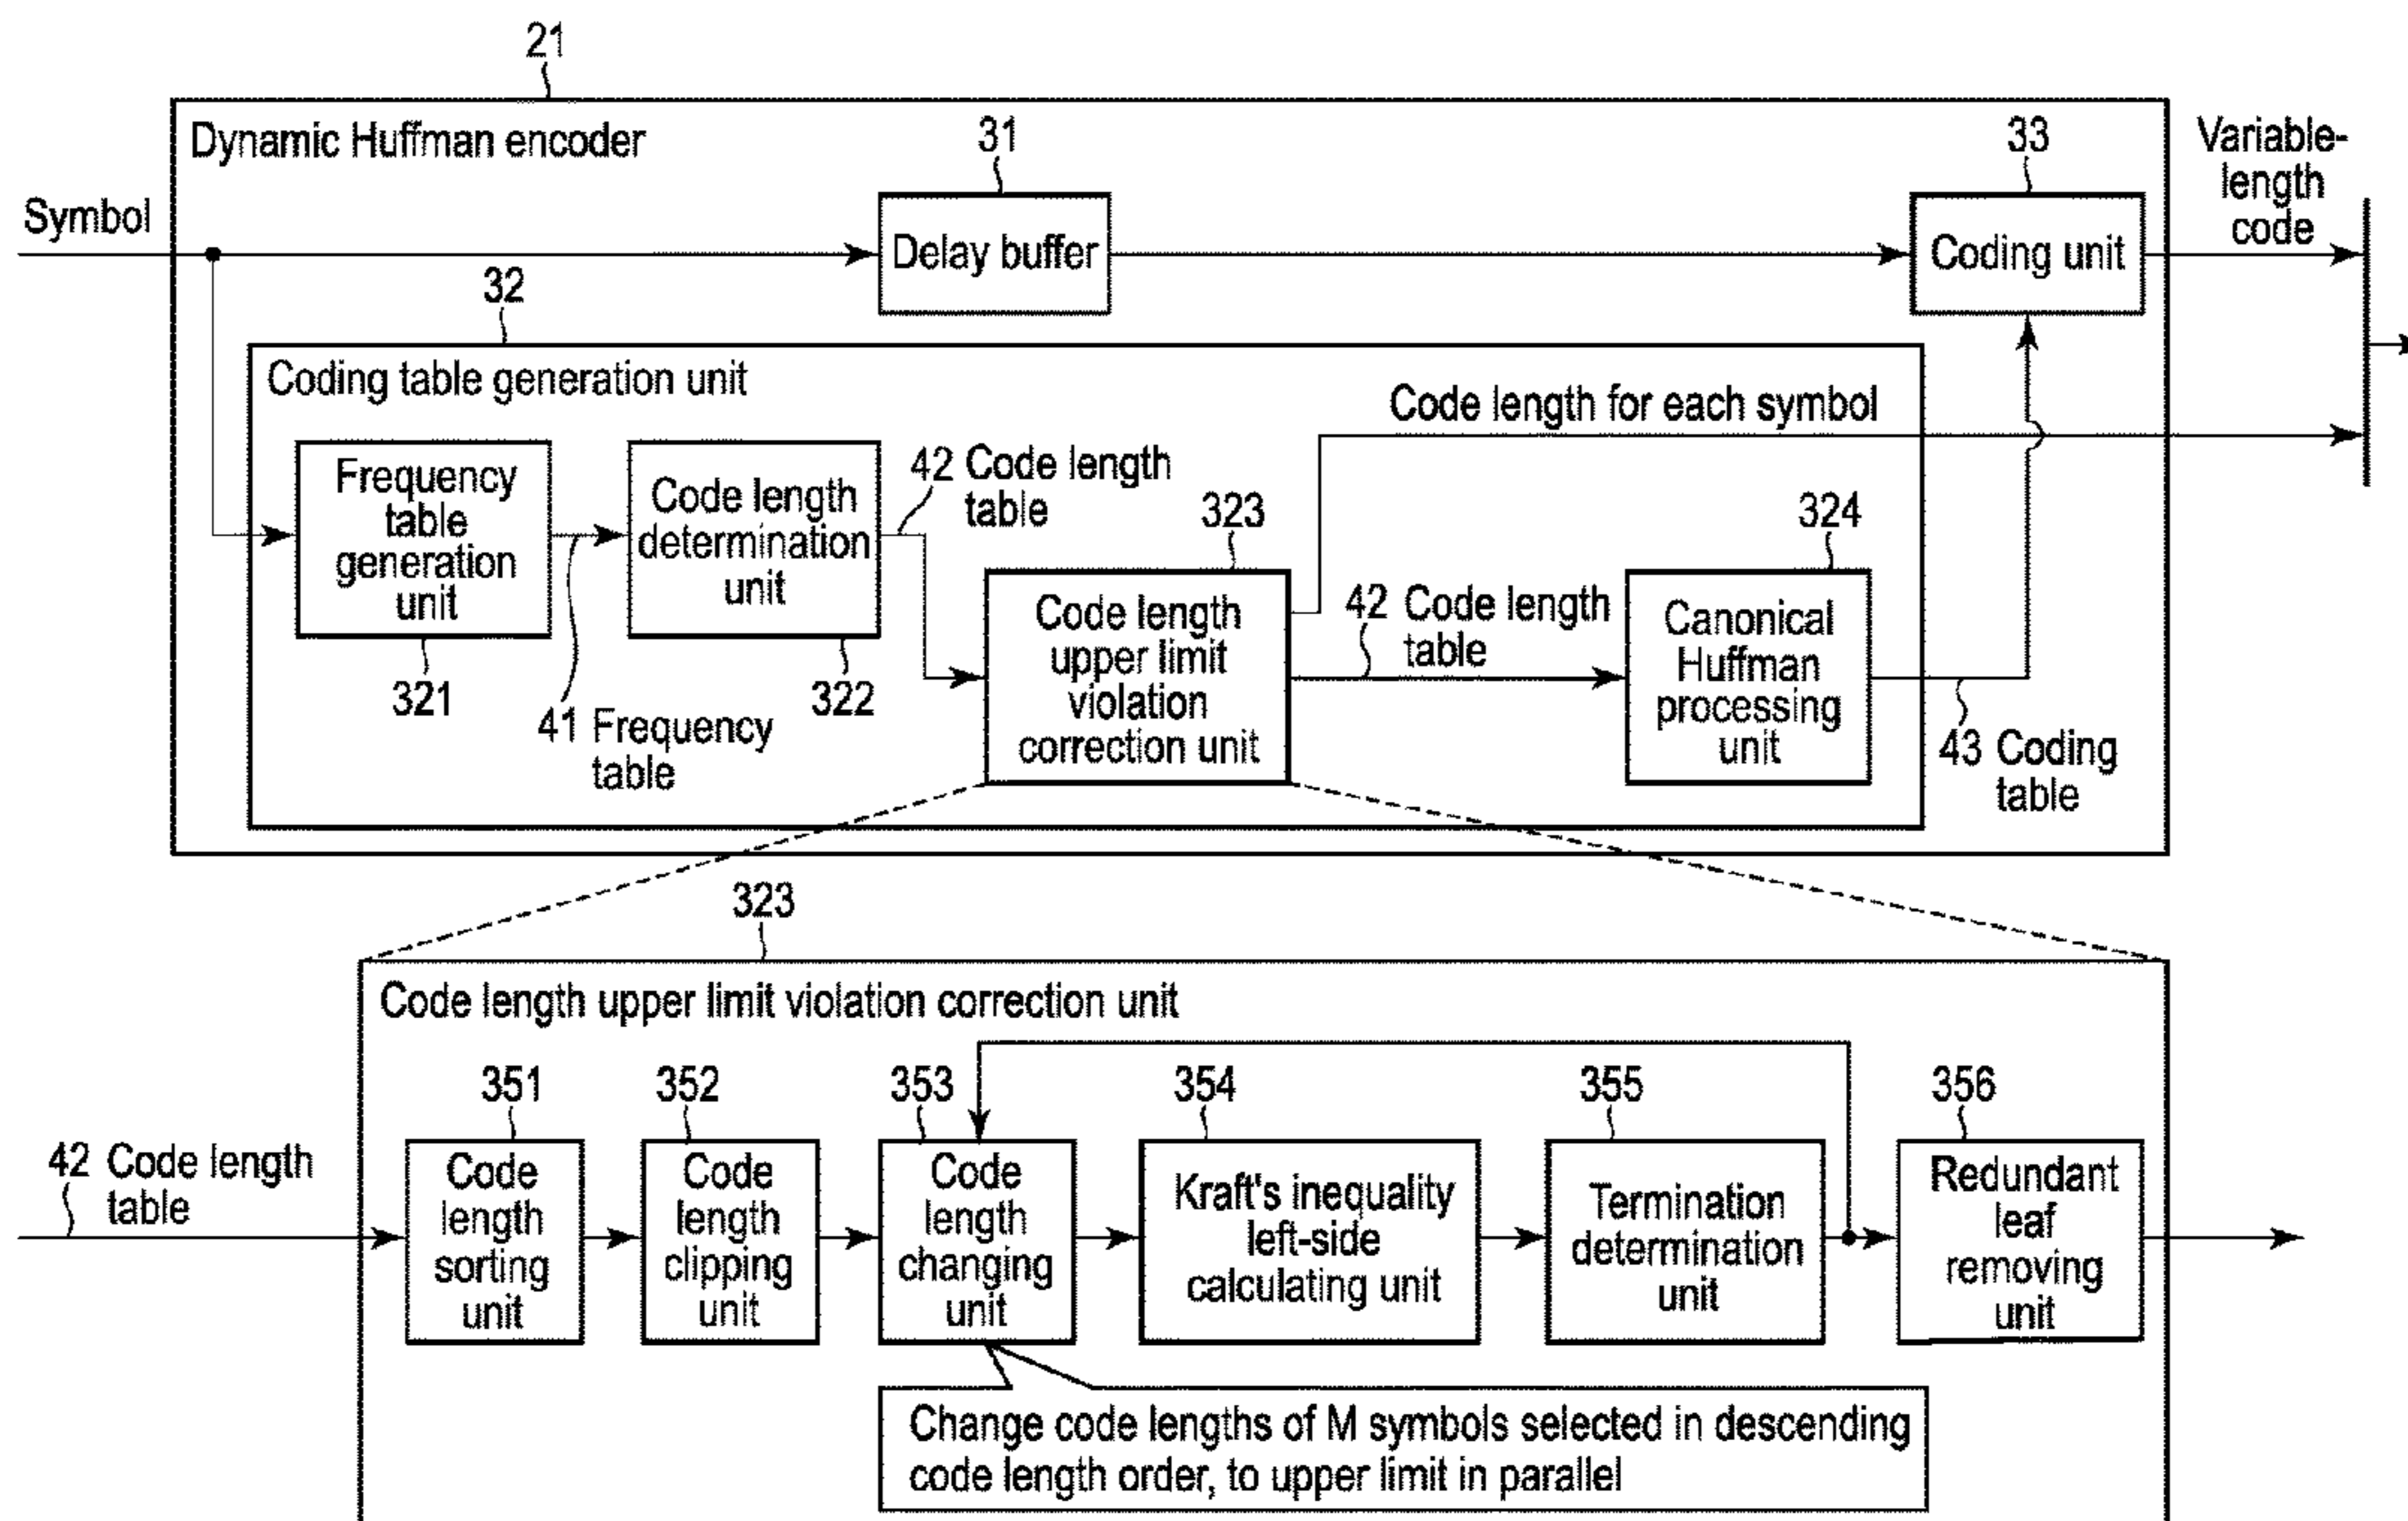 21
Dynamic Huffman encoder
31
33
Variable-
length
code
Symbol
Delay buffer
Coding unit
32
Coding table generation unit
Code length for each symbol
Frequency
table
generation
unit
321
41 Frequency
table
Code length
determination
unit
322
42 Code length
table
323
Code length
upper limit
violation
correction unit
42 Code length
table
324
Canonical
Huffman
processing
unit
43 Coding
table
323
Code length upper limit violation correction unit
42 Code length
table
351
Code
length
sorting
unit
352
Code
length
clipping
unit
353
Code
length
changing
unit
354
Kraft's inequality
left-side
calculating unit
355
Termination
determination
unit
356
Redundant
leaf
removing
unit
Change code lengths of M symbols selected in descending
code length order, to upper limit in parallel